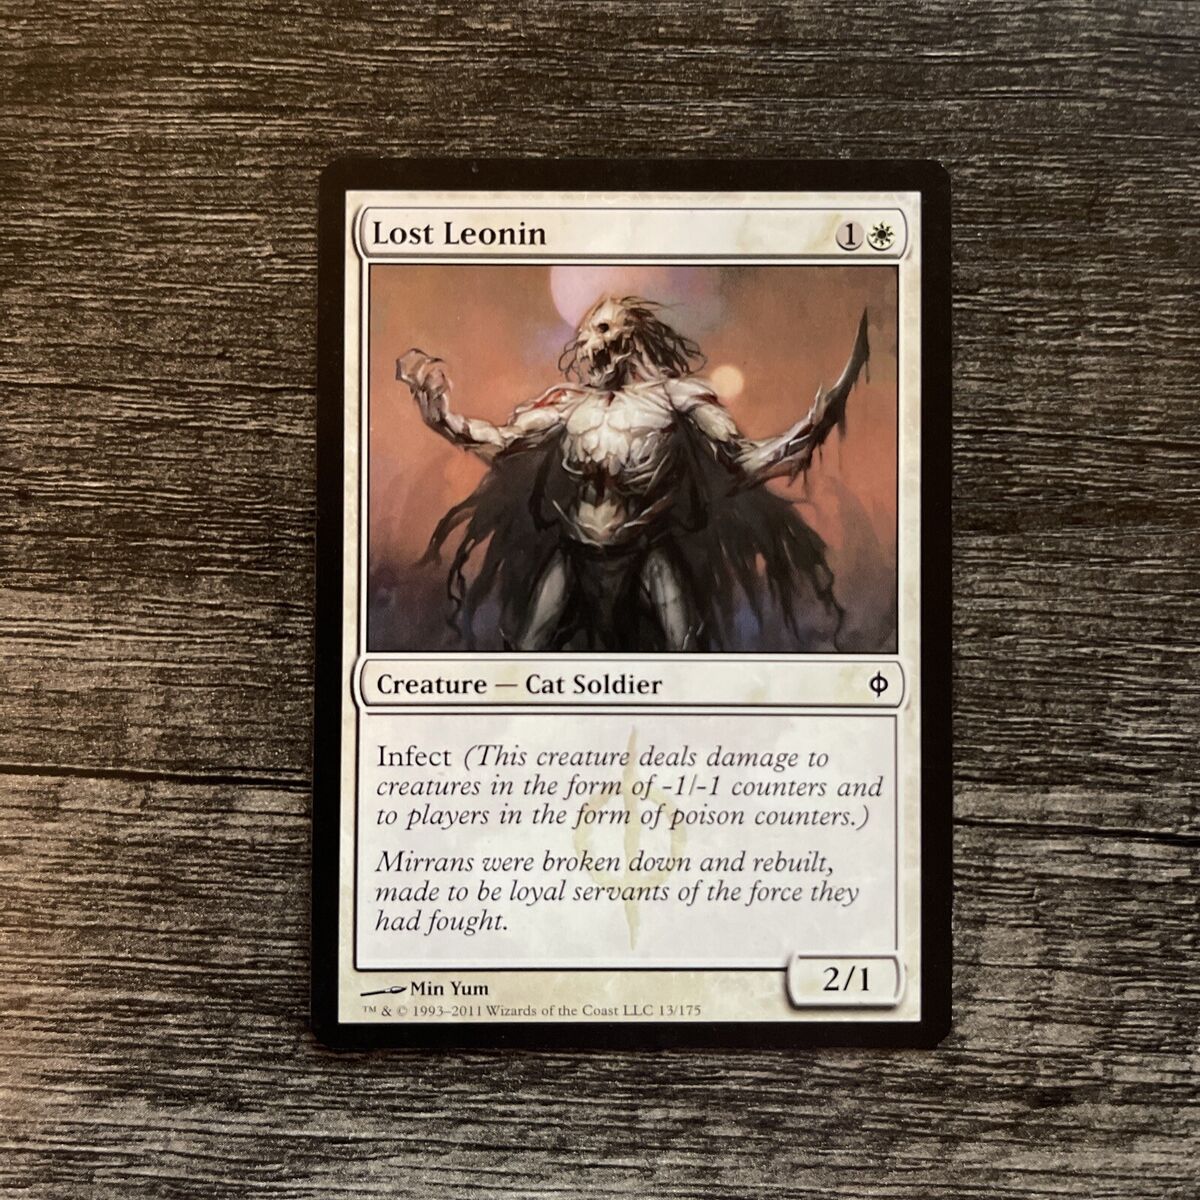 Lost Leonin 1
Creature — Cat Soldier
Infect (This creature deals damage to
creatures in the form of -1/-1 counters and
to players in the form of poison counters.)
Mirrans were broken down and rebuilt,
made to be loyal servants of the force they
had fought.
2/1
Min Yum
™ & © 1993–2011 Wizards of the Coast LLC 13/175